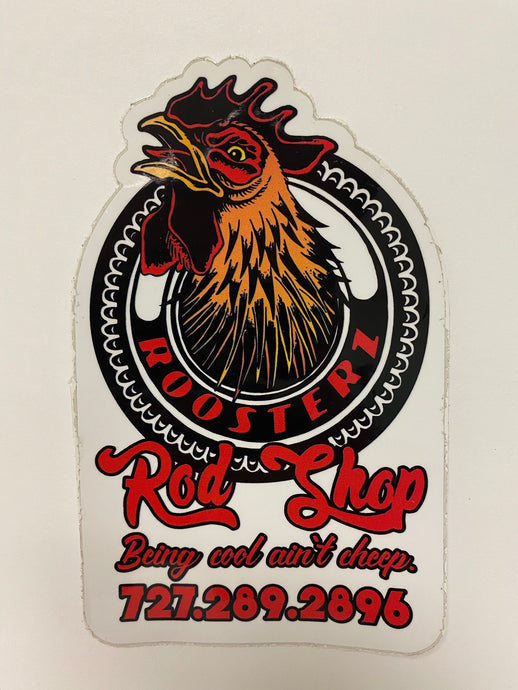 ROOSTERZ
Rod Shop
Being cool ain't cheep.
727.289.2896